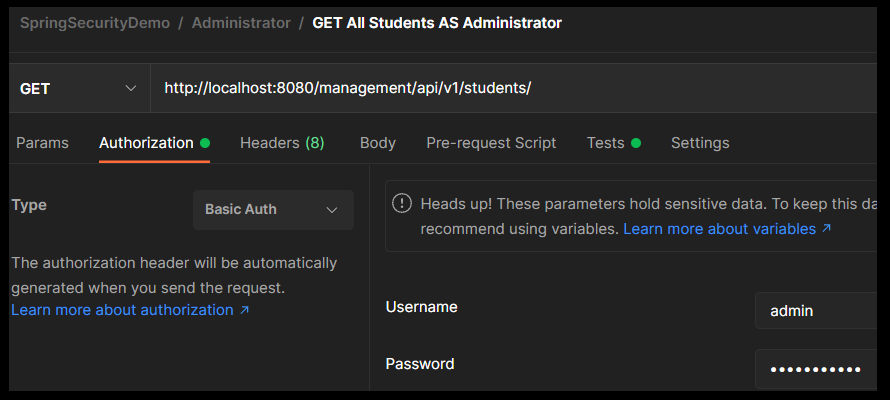 SpringSecurityDemo / Administrator / GET All Students AS Administrator
GET http://localhost:8080/management/api/v1/students/
Params Authorization Headers (8) Body Pre-request Script Tests Settings
Type Basic Auth
The authorization header will be automatically
generated when you send the request.
Learn more about authorization ↗
Heads up! These parameters hold sensitive data. To keep this da
recommend using variables. Learn more about variables ↗
Username admin
Password •••••••••••